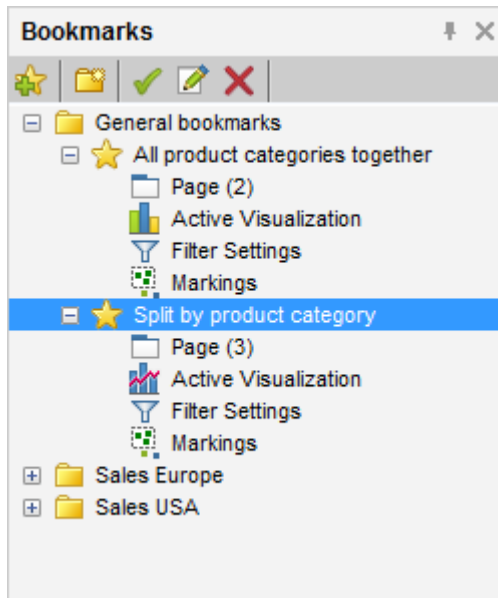 Bookmarks
General bookmarks
All product categories together
Page (2)
Active Visualization
Filter Settings
Markings
Split by product category
Page (3)
Active Visualization
Filter Settings
Markings
Sales Europe
Sales USA